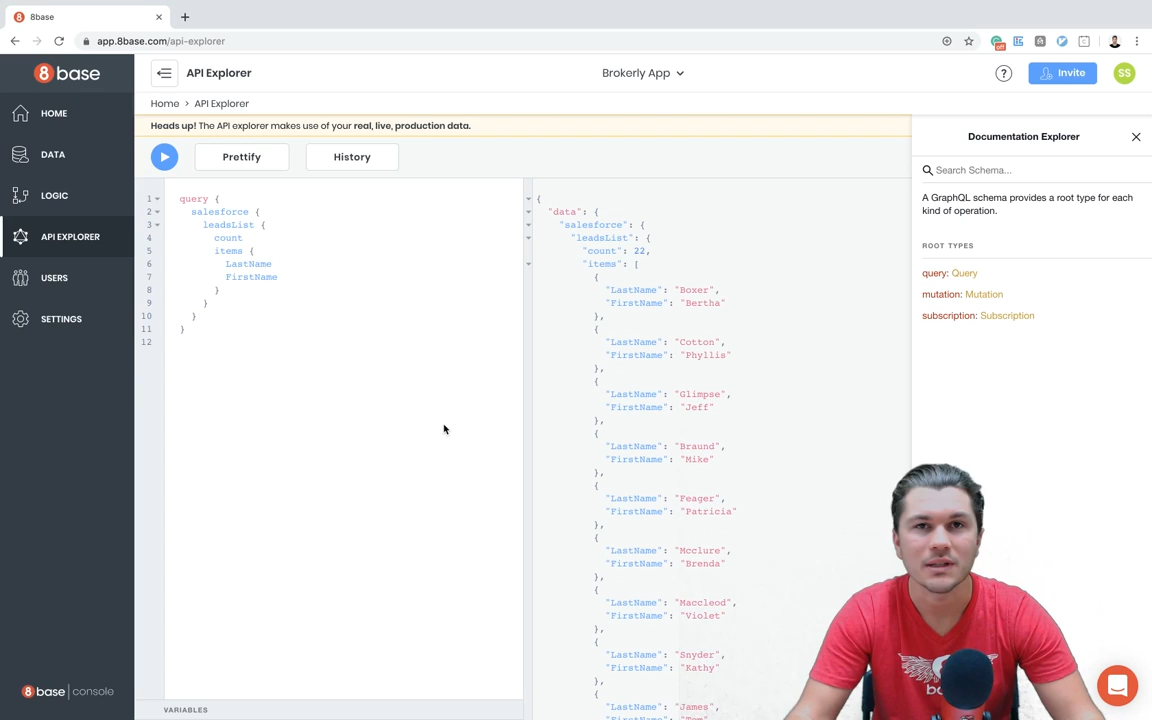 8base
app.8base.com/api-explorer
off
8base
API Explorer
Brokerly App
?
Invite
SS
HOME
DATA
LOGIC
API EXPLORER
USERS
SETTINGS
Home > API Explorer
Heads up! The API explorer makes use of your real, live, production data.
Prettify
History
1 query {
2 salesforce {
3 leadsList {
4 count
5 items {
6 LastName
7 FirstName
8 }
9 }
10 }
11 }
12
VARIABLES
{
"data": {
"salesforce": {
"leadsList": {
"count": 22,
"items": [
{
"LastName": "Boxer",
"FirstName": "Bertha"
},
{
"LastName": "Cotton",
"FirstName": "Phyllis"
},
{
"LastName": "Glimpse",
"FirstName": "Jeff"
},
{
"LastName": "Braund",
"FirstName": "Mike"
},
{
"LastName": "Feager",
"FirstName": "Patricia"
},
{
"LastName": "Mcclure",
"FirstName": "Brenda"
},
{
"LastName": "Maccleod",
"FirstName": "Violet"
},
{
"LastName": "Snyder",
"FirstName": "Kathy"
},
{
"LastName": "James",
"FirstName": "Tom"
Documentation Explorer
Search Schema...
A GraphQL schema provides a root type for each
kind of operation.
ROOT TYPES
query: Query
mutation: Mutation
subscription: Subscription
8base | console